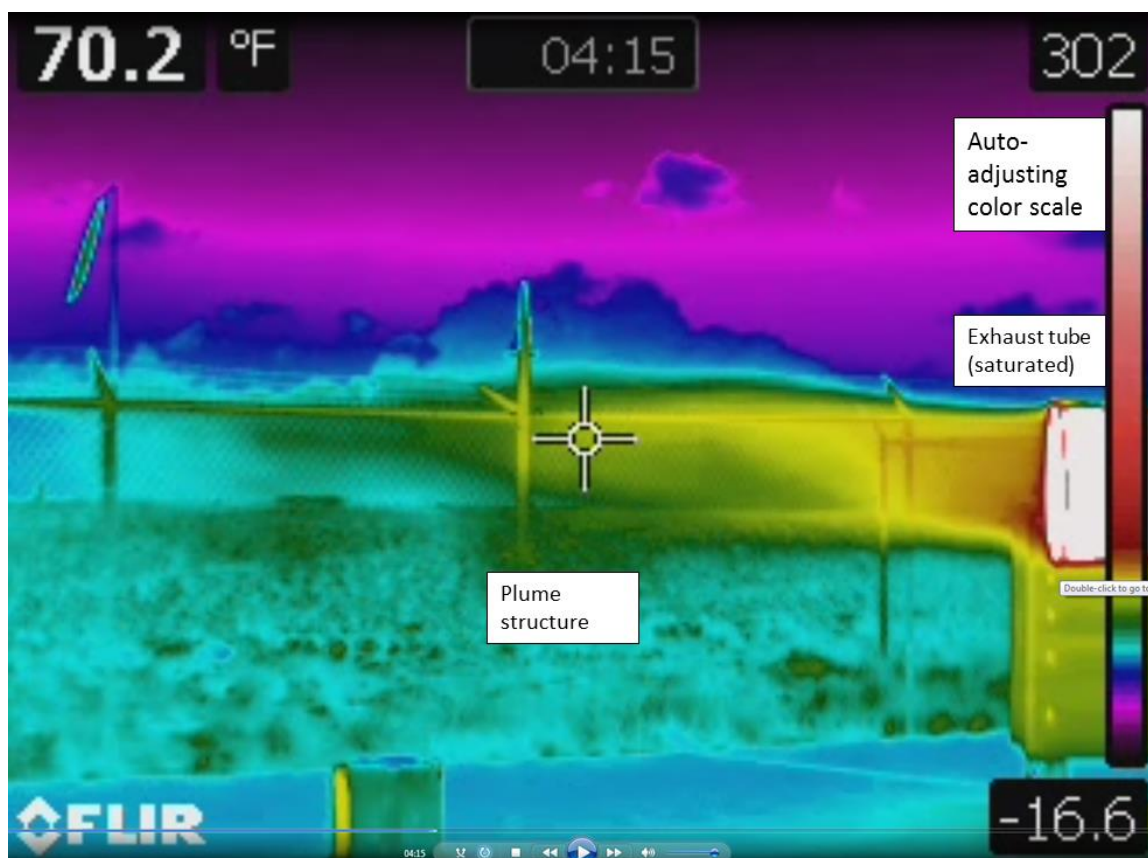 70.2 °F 04:15 302
Auto-
adjusting
color scale
Exhaust tube
(saturated)
Double-click to go to
Plume
structure
FLIR
-16.6
04:15